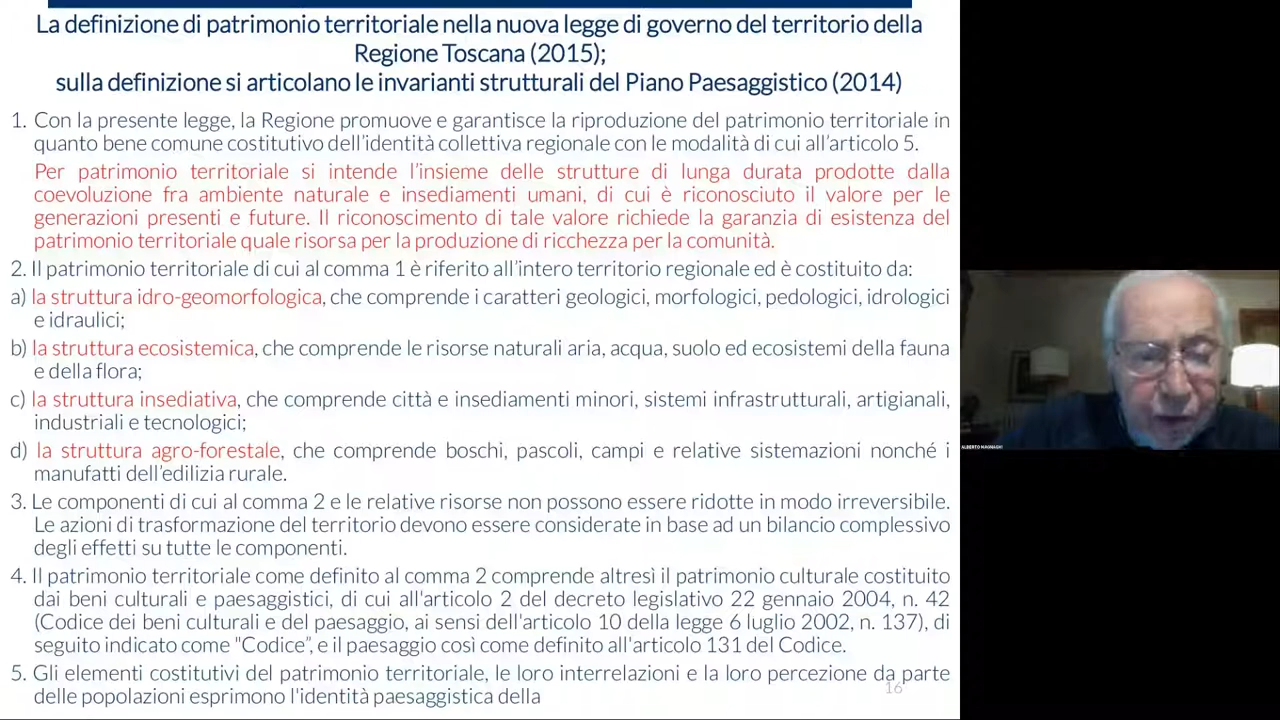 La definizione di patrimonio territoriale nella nuova legge di governo del territorio della
Regione Toscana (2015);
sulla definizione si articolano le invarianti strutturali del Piano Paesaggistico (2014)
1. Con la presente legge, la Regione promuove e garantisce la riproduzione del patrimonio territoriale in
quanto bene comune costitutivo dell'identità collettiva regionale con le modalità di cui all'articolo 5.
Per patrimonio territoriale si intende l'insieme delle strutture di lunga durata prodotte dalla
coevoluzione fra ambiente naturale e insediamenti umani, di cui è riconosciuto il valore per le
generazioni presenti e future. Il riconoscimento di tale valore richiede la garanzia di esistenza del
patrimonio territoriale quale risorsa per la produzione di ricchezza per la comunità.
2. Il patrimonio territoriale di cui al comma 1 è riferito all'intero territorio regionale ed è costituito da:
a) la struttura idro-geomorfologica, che comprende i caratteri geologici, morfologici, pedologici, idrologici
e idraulici;
b) la struttura ecosistemica, che comprende le risorse naturali aria, acqua, suolo ed ecosistemi della fauna
e della flora;
c) la struttura insediativa, che comprende città e insediamenti minori, sistemi infrastrutturali, artigianali,
industriali e tecnologici;
d) la struttura agro-forestale, che comprende boschi, pascoli, campi e relative sistemazioni nonché i
manufatti dell'edilizia rurale.
3. Le componenti di cui al comma 2 e le relative risorse non possono essere ridotte in modo irreversibile.
Le azioni di trasformazione del territorio devono essere considerate in base ad un bilancio complessivo
degli effetti su tutte le componenti.
4. Il patrimonio territoriale come definito al comma 2 comprende altresì il patrimonio culturale costituito
dai beni culturali e paesaggistici, di cui all'articolo 2 del decreto legislativo 22 gennaio 2004, n. 42
(Codice dei beni culturali e del paesaggio, ai sensi dell'articolo 10 della legge 6 luglio 2002, n. 137), di
seguito indicato come "Codice", e il paesaggio così come definito all'articolo 131 del Codice.
5. Gli elementi costitutivi del patrimonio territoriale, le loro interrelazioni e la loro percezione da parte
delle popolazioni esprimono l'identità paesaggistica della
16
ALBERTO MAGNAGHI